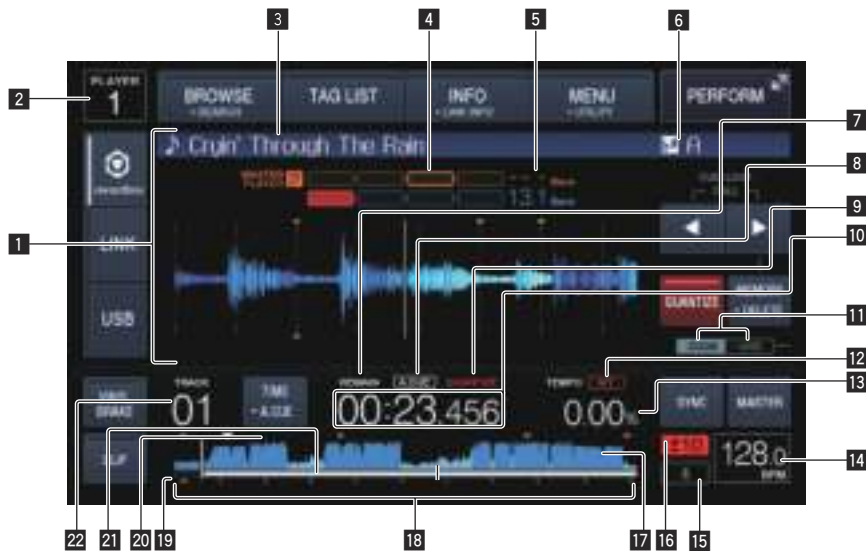 3 4 5 6
2
PLAYER
1
BROWSE
TAG LIST
INFO
MENU
PERFORM
7
Cryin' Through The Rain
A
8
MASTER
PLAYER
13.1
9
10
1
LINK
USB
QUANTIZE
DELETE
11
12
TRACK
01
TIME
A.CUE
REMAIN
A.CUE
00:23.456
TEMPO
0.00%
SYNC
MASTER
13
128.0
BPM
14
22 21 20 19 18 17 16 15